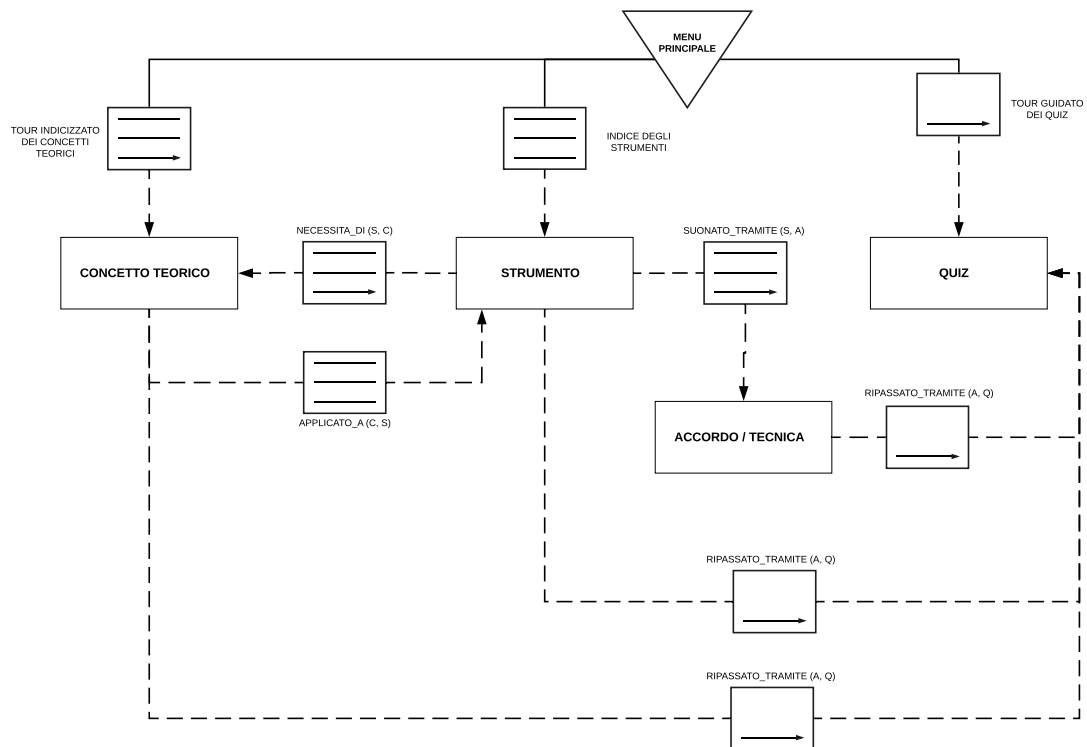 MENU
PRINCIPALE
TOUR INDICIZZATO
DEI CONCETTI
TEORICI
INDICE DEGLI
STRUMENTI
TOUR GUIDATO
DEI QUIZ
NECESSITA_DI (S, C)
SUONATO_TRAMITE (S, A)
CONCETTO TEORICO
STRUMENTO
QUIZ
APPLICATO_A (C, S)
RIPASSATO_TRAMITE (A, Q)
ACCORDO / TECNICA
RIPASSATO_TRAMITE (A, Q)
RIPASSATO_TRAMITE (A, Q)